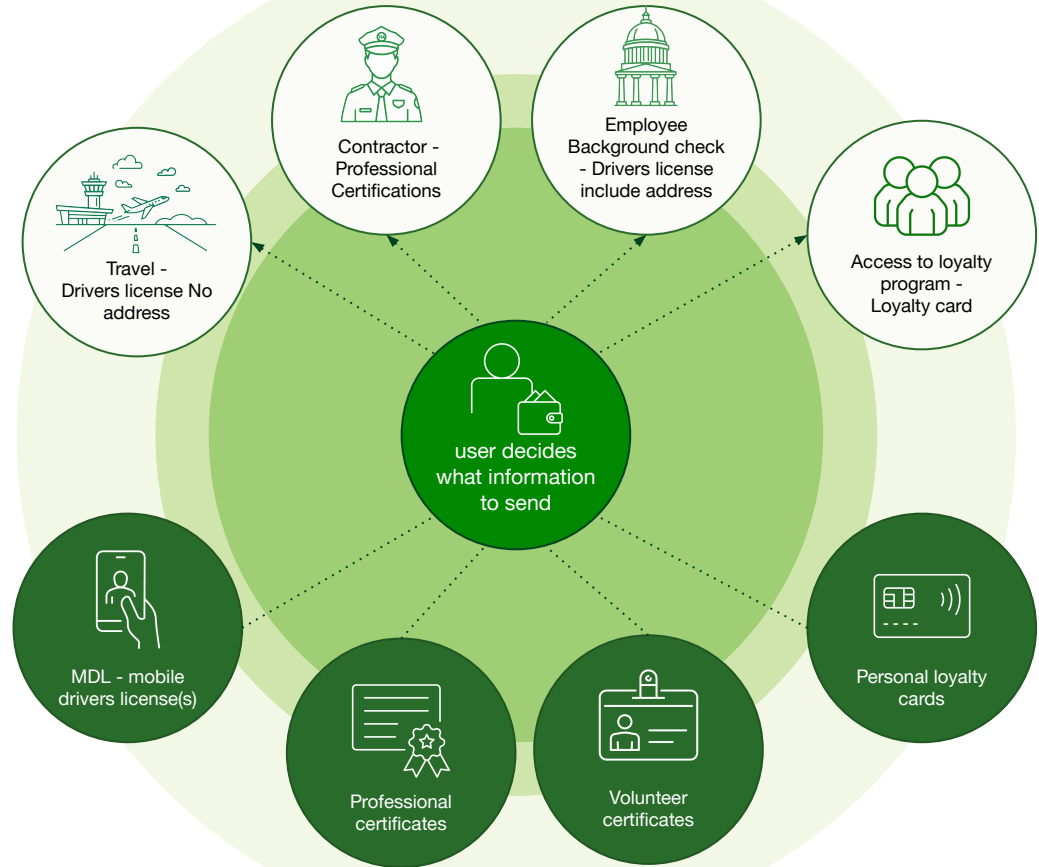 Contractor -
Professional
Certifications
Employee
Background check
- Drivers license
include address
Travel -
Drivers license No
address
Access to loyalty
program -
Loyalty card
user decides
what information
to send
MDL - mobile
drivers license(s)
Professional
certificates
Volunteer
certificates
Personal loyalty
cards